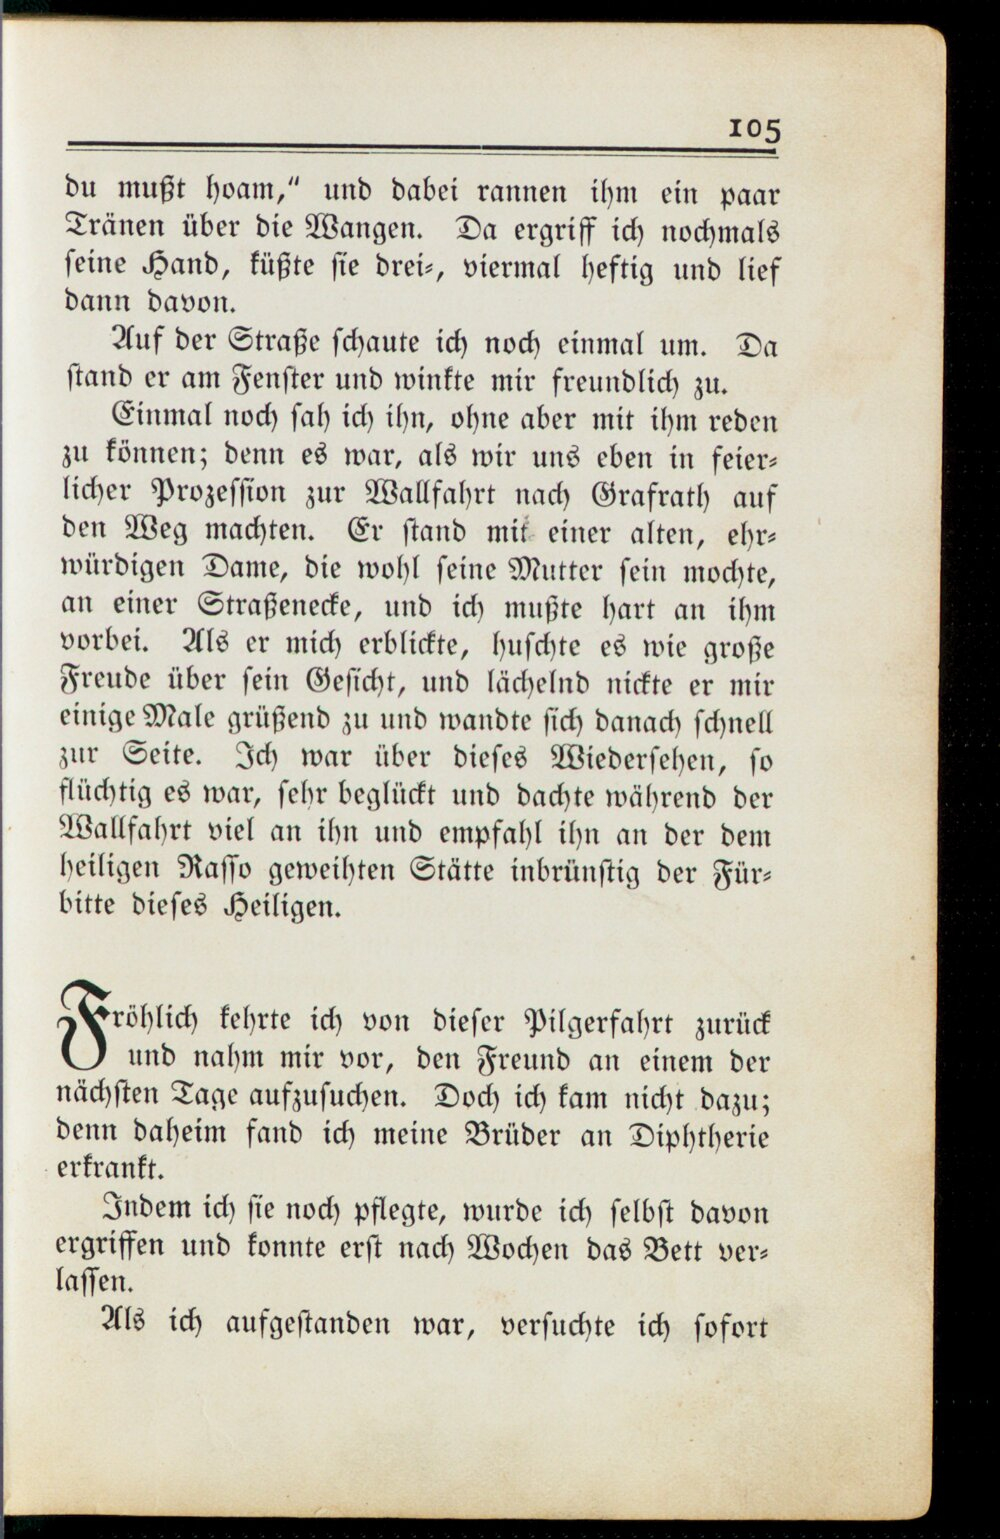 105
du mußt hoam,“ und dabei rannen ihm ein paar
Tränen über die Wangen. Da ergriff ich nochmals
seine Hand, küßte sie drei-, viermal heftig und lief
dann davon.
Auf der Straße schaute ich noch einmal um. Da
stand er am Fenster und winkte mir freundlich zu.
Einmal noch sah ich ihn, ohne aber mit ihm reden
zu können; denn es war, als wir uns eben in feier-
licher Prozession zur Wallfahrt nach Grafrath auf
den Weg machten. Er stand mit einer alten, ehr-
würdigen Dame, die wohl seine Mutter sein mochte,
an einer Straßenecke, und ich mußte hart an ihm
vorbei. Als er mich erblickte, huschte es wie große
Freude über sein Gesicht, und lächelnd nickte er mir
einige Male grüßend zu und wandte sich danach schnell
zur Seite. Ich war über dieses Wiedersehen, so
flüchtig es war, sehr beglückt und dachte während der
Wallfahrt viel an ihn und empfahl ihn an der dem
heiligen Rasso geweihten Stätte inbrünstig der Für-
bitte dieses Heiligen.
Fröhlich kehrte ich von dieser Pilgerfahrt zurück
und nahm mir vor, den Freund an einem der
nächsten Tage aufzusuchen. Doch ich kam nicht dazu;
denn daheim fand ich meine Brüder an Diphtherie
erkrankt.
Indem ich sie noch pflegte, wurde ich selbst davon
ergriffen und konnte erst nach Wochen das Bett ver-
lassen.
Als ich aufgestanden war, versuchte ich sofort